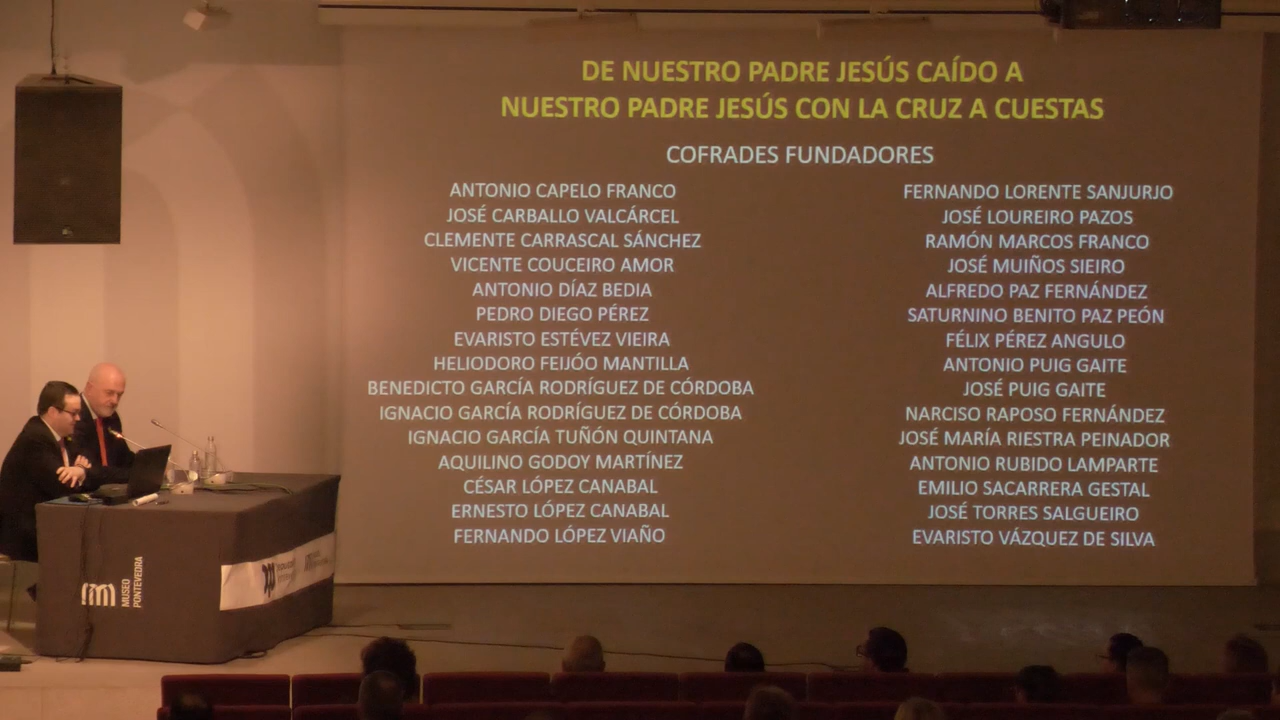 DE NUESTRO PADRE JESÚS CAÍDO A
NUESTRO PADRE JESÚS CON LA CRUZ A CUESTAS
COFRADES FUNDADORES
ANTONIO CAPELO FRANCO
JOSÉ CARBALLO VALCÁRCEL
CLEMENTE CARRASCAL SÁNCHEZ
VICENTE COUCEIRO AMOR
ANTONIO DÍAZ BEDIA
PEDRO DIEGO PÉREZ
EVARISTO ESTÉVEZ VIEIRA
HELIODORO FEIJÓO MANTILLA
BENEDICTO GARCÍA RODRÍGUEZ DE CÓRDOBA
IGNACIO GARCÍA RODRÍGUEZ DE CÓRDOBA
IGNACIO GARCÍA TUÑÓN QUINTANA
AQUILINO GODOY MARTÍNEZ
CÉSAR LÓPEZ CANABAL
ERNESTO LÓPEZ CANABAL
FERNANDO LÓPEZ VIAÑO
FERNANDO LORENTE SANJURJO
JOSÉ LOUREIRO PAZOS
RAMÓN MARCOS FRANCO
JOSÉ MUIÑOS SIEIRO
ALFREDO PAZ FERNÁNDEZ
SATURNINO BENITO PAZ PEÓN
FÉLIX PÉREZ ANGULO
ANTONIO PUIG GAITE
JOSÉ PUIG GAITE
NARCISO RAPOSO FERNÁNDEZ
JOSÉ MARÍA RIESTRA PEINADOR
ANTONIO RUBIDO LAMPARTE
EMILIO SACARRERA GESTAL
JOSÉ TORRES SALGUEIRO
EVARISTO VÁZQUEZ DE SILVA
MUSEO
PONTEVEDRA